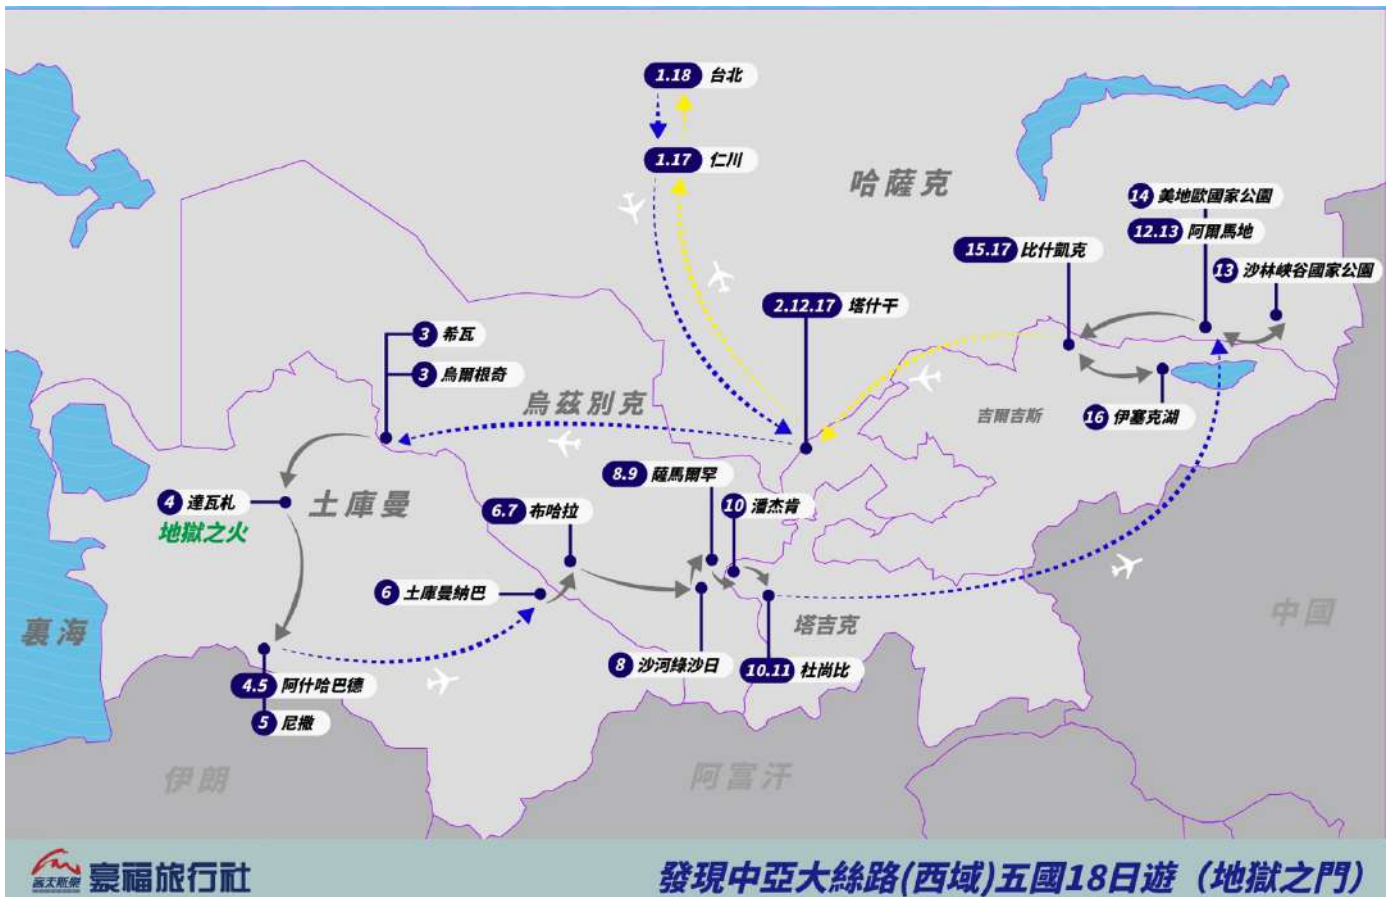 1.18 台北
1.17 仁川
哈薩克
14 美地歐國家公園
12.13 阿爾馬地
15.17 比什凱克
13 沙林峽谷國家公園
2.12.17 塔什干
3 希瓦
3 烏爾根奇
烏茲別克
吉爾吉斯
16 伊塞克湖
8.9 薩馬爾罕
4 達瓦札
地獄之火
土庫曼
6.7 布哈拉
10 潘杰肯
6 土庫曼納巴
裏海
塔吉克
中國
8 沙河綠沙日
10.11 杜尚比
4.5 阿什哈巴德
5 尼撒
伊朗
阿富汗
喜太斯樂
豪福旅行社
發現中亞大絲路(西域)五國18日遊（地獄之門）